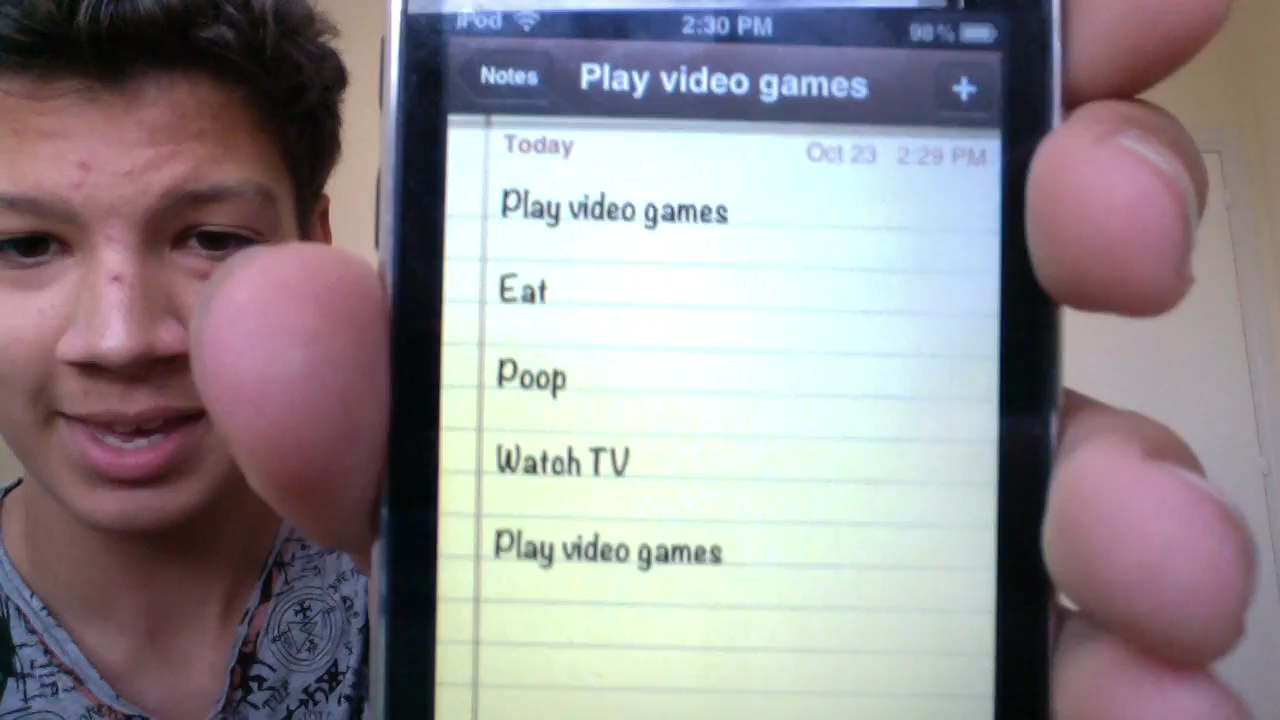 iPod 2:30 PM 98%
Notes Play video games +
Today Oct 23 2:29 PM
Play video games
Eat
Poop
Watch TV
Play video games